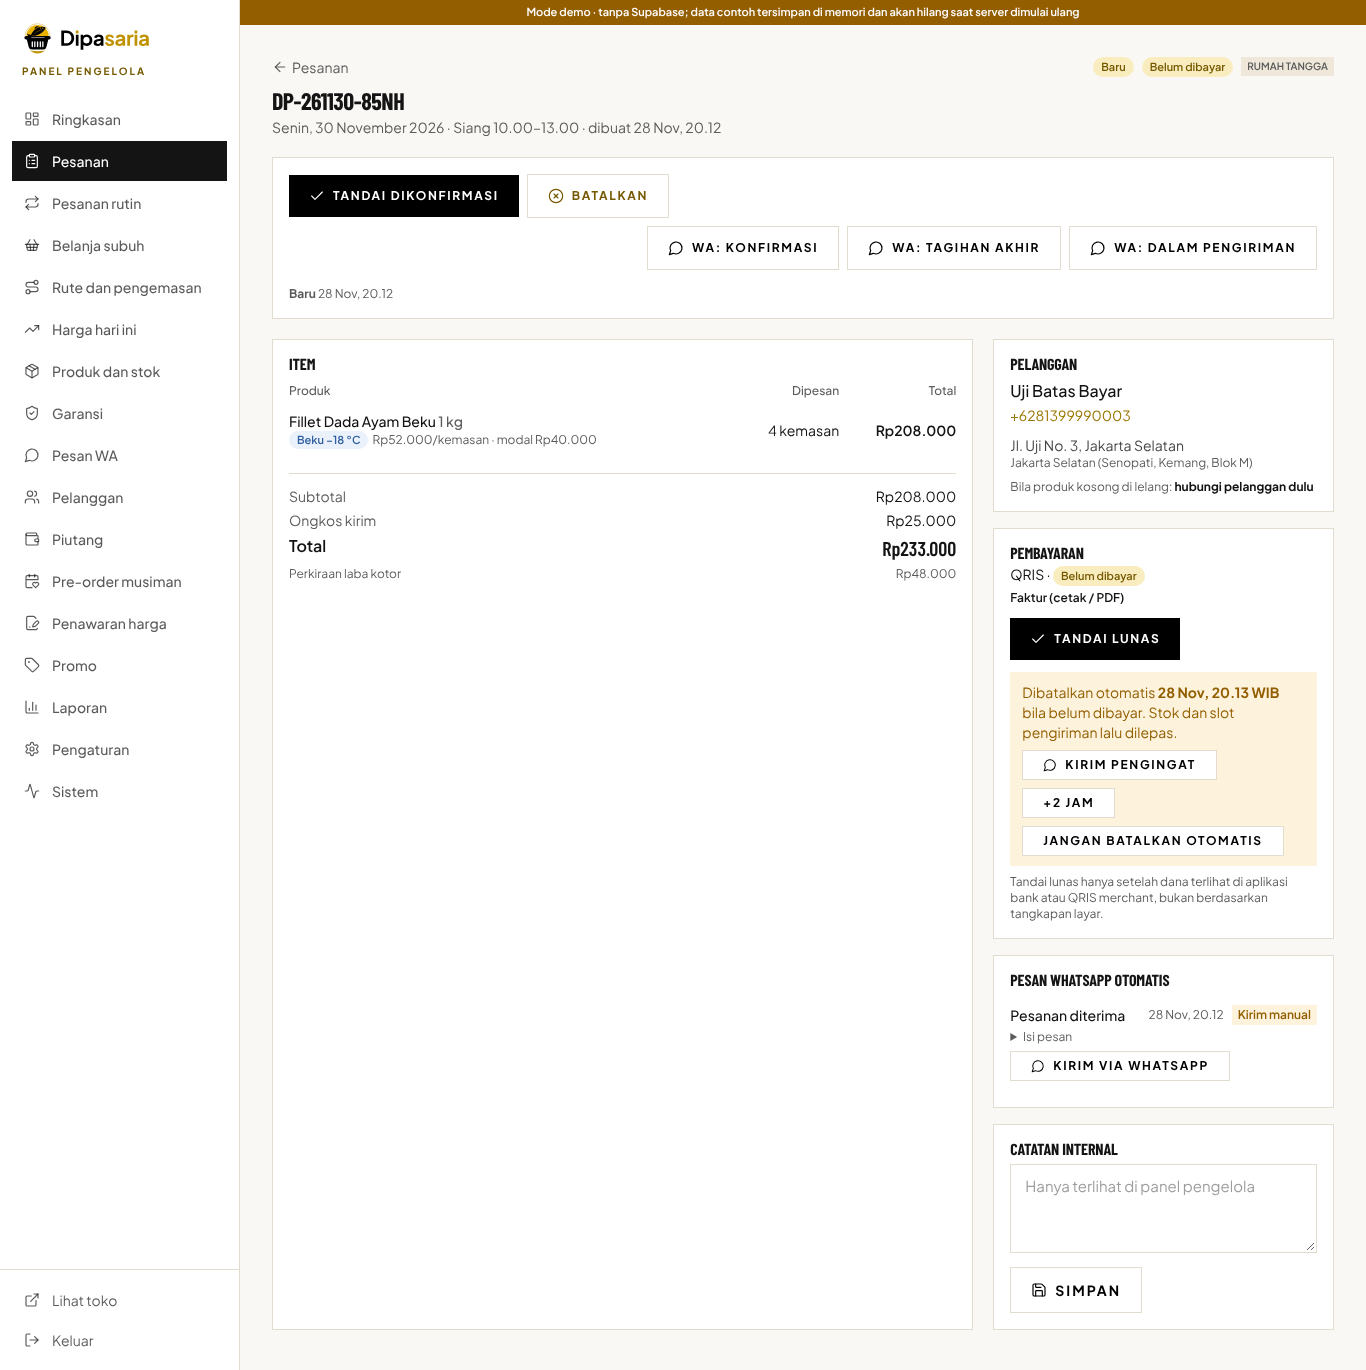 Mode demo · tanpa Supabase; data contoh tersimpan di memori dan akan hilang saat server dimulai ulang
Dipasaria
PANEL PENGELOLA
Ringkasan
Pesanan
Pesanan rutin
Belanja subuh
Rute dan pengemasan
Harga hari ini
Produk dan stok
Garansi
Pesan WA
Pelanggan
Piutang
Pre-order musiman
Penawaran harga
Promo
Laporan
Pengaturan
Sistem
Lihat toko
Keluar
Pesanan
Baru
Belum dibayar
RUMAH TANGGA
DP-261130-85NH
Senin, 30 November 2026 · Siang 10.00–13.00 · dibuat 28 Nov, 20.12
TANDAI DIKONFIRMASI
BATALKAN
WA: KONFIRMASI
WA: TAGIHAN AKHIR
WA: DALAM PENGIRIMAN
Baru 28 Nov, 20.12
ITEM
Produk Dipesan Total
Fillet Dada Ayam Beku 1 kg
Beku −18 °C Rp52.000/kemasan · modal Rp40.000
4 kemasan Rp208.000
Subtotal Rp208.000
Ongkos kirim Rp25.000
Total Rp233.000
Perkiraan laba kotor Rp48.000
PELANGGAN
Uji Batas Bayar
+6281399990003
Jl. Uji No. 3, Jakarta Selatan
Jakarta Selatan (Senopati, Kemang, Blok M)
Bila produk kosong di lelang: hubungi pelanggan dulu
PEMBAYARAN
QRIS · Belum dibayar
Faktur (cetak / PDF)
TANDAI LUNAS
Dibatalkan otomatis 28 Nov, 20.13 WIB
bila belum dibayar. Stok dan slot
pengiriman lalu dilepas.
KIRIM PENGINGAT
+2 JAM
JANGAN BATALKAN OTOMATIS
Tandai lunas hanya setelah dana terlihat di aplikasi
bank atau QRIS merchant, bukan berdasarkan
tangkapan layar.
PESAN WHATSAPP OTOMATIS
Pesanan diterima 28 Nov, 20.12 Kirim manual
Isi pesan
KIRIM VIA WHATSAPP
CATATAN INTERNAL
Hanya terlihat di panel pengelola
SIMPAN